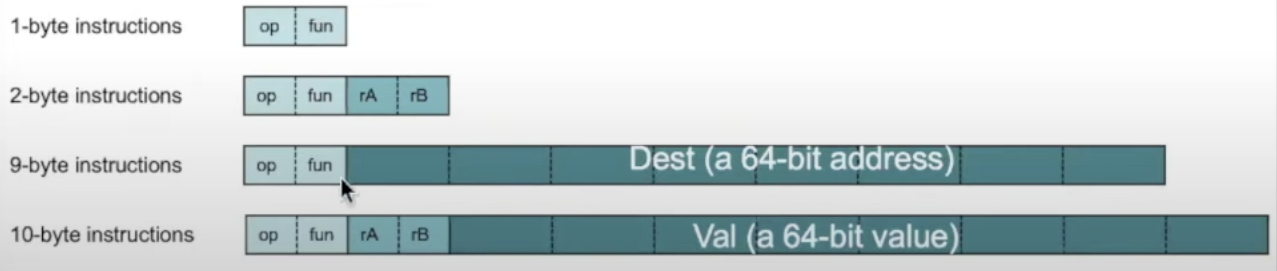 1-byte instructions op fun
2-byte instructions op fun rA rB
9-byte instructions op fun Dest (a 64-bit address)
10-byte instructions op fun rA rB Val (a 64-bit value)